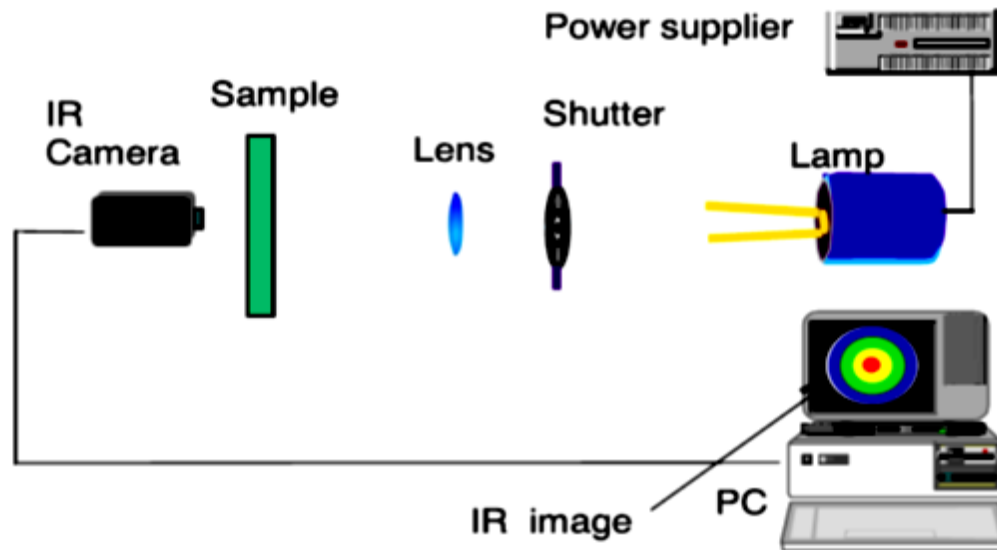 Power supplier
IR
Camera
Sample
Lens
Shutter
Lamp
PC
IR image